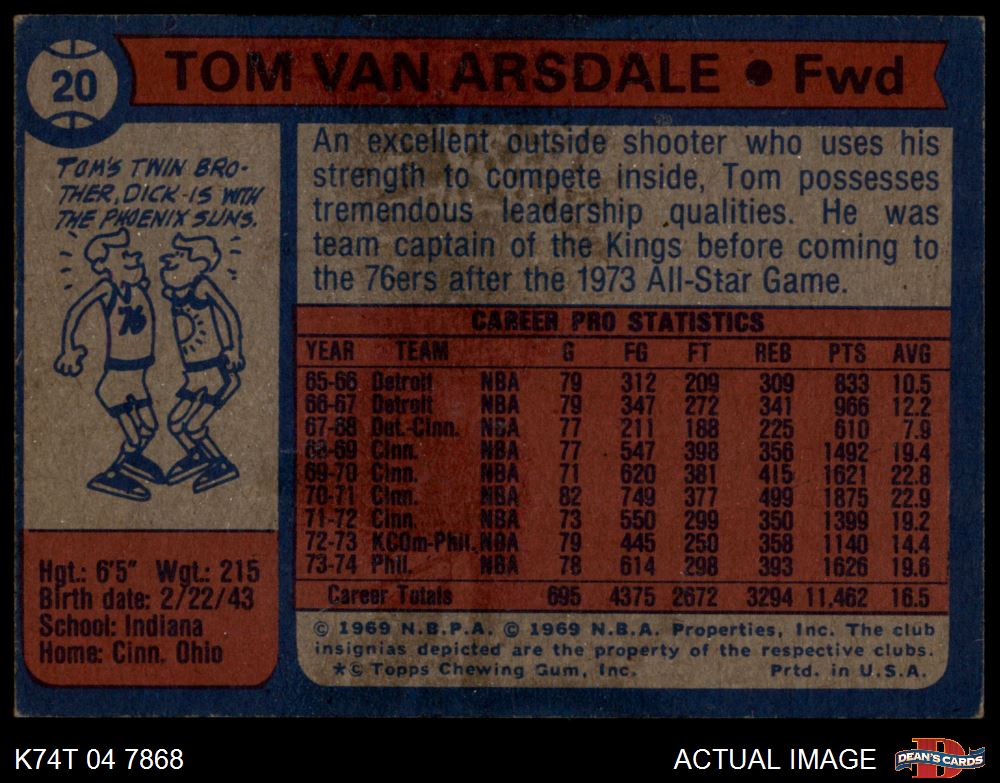 20
TOM VAN ARSDALE • Fwd
TOM'S TWIN BRO-
THER, DICK-IS WITH
THE PHOENIX SUNS.
76
An excellent outside shooter who uses his
strength to compete inside, Tom possesses
tremendous leadership qualities. He was
team captain of the Kings before coming to
the 76ers after the 1973 All-Star Game.
CAREER PRO STATISTICS
YEAR TEAM G FG FT REB PTS AVG
65-66 Detroit NBA 79 312 209 309 833 10.5
66-67 Detroit NBA 79 347 272 341 966 12.2
67-68 Det.-Cinn. NBA 77 211 188 225 610 7.9
68-69 Cinn. NBA 77 547 398 356 1492 19.4
69-70 Cinn. NBA 71 620 381 415 1621 22.8
70-71 Cinn. NBA 82 749 377 499 1875 22.9
71-72 Cinn. NBA 73 550 299 350 1399 19.2
72-73 KCOm-Phil. NBA 79 445 250 358 1140 14.4
73-74 Phil. NBA 78 614 298 393 1626 19.6
Career Totals 695 4375 2672 3294 11,462 16.5
Hgt.: 6'5" Wgt.: 215
Birth date: 2/22/43
School: Indiana
Home: Cinn. Ohio
© 1969 N.B.P.A. © 1969 N.B.A. Properties, Inc. The club
insignias depicted are the property of the respective clubs.
*© Topps Chewing Gum, Inc. Prtd. in U.S.A.
K74T 04 7868
ACTUAL IMAGE
D
DEAN'S CARDS